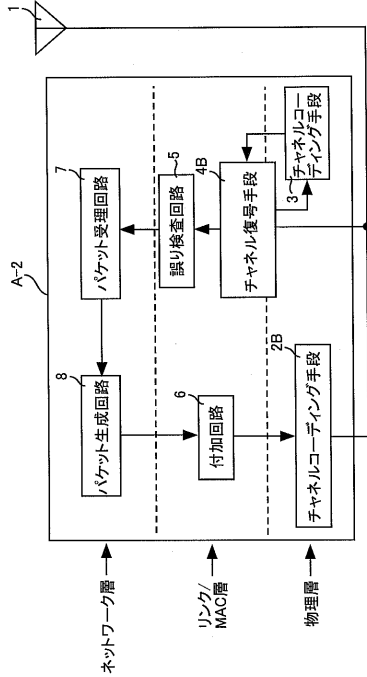 1
A-2
7
パケット受理回路
8
パケット生成回路
ネットワーク層
5
誤り検査回路
6
付加回路
リンク/
MAC層
4B
チャネル復号手段
3
チャネルコー
ディング手段
2B
チャネルコーディング手段
物理層